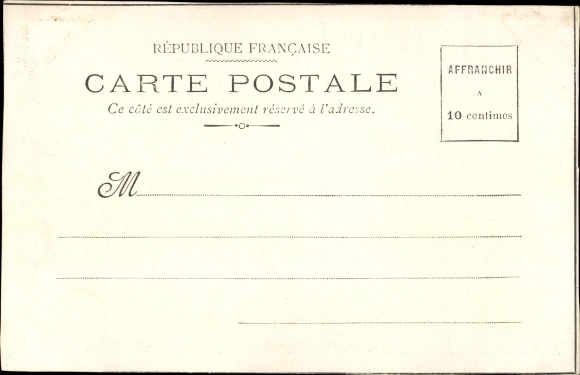 RÉPUBLIQUE FRANÇAISE
CARTE POSTALE
Ce côté est exclusivement réservé à l'adresse.
AFFRANCHIR
A
10 centimes
M